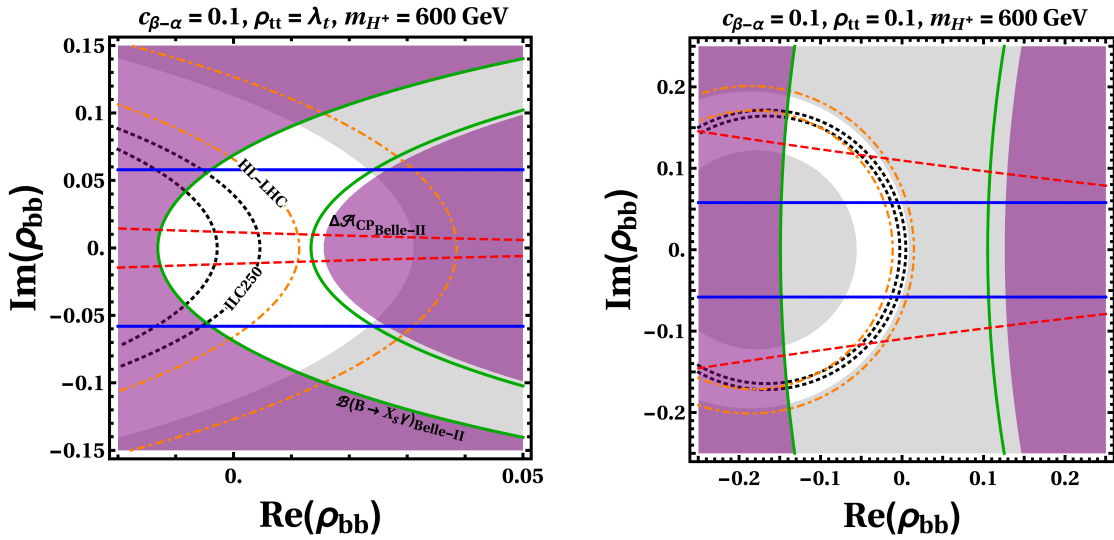 c_{β−α} = 0.1, ρ_{tt} = λ_t, m_{H⁺} = 600 GeV
0.15
0.1
0.05
0.
−0.05
−0.1
−0.15
Im(ρ_{bb})
HL-LHC
Δ𝒜_{CP Belle-II}
ILC250
ℬ(B → X_s γ)_{Belle-II}
0.
0.05
Re(ρ_{bb})
c_{β−α} = 0.1, ρ_{tt} = 0.1, m_{H⁺} = 600 GeV
0.2
0.1
0.
−0.1
−0.2
Im(ρ_{bb})
−0.2
−0.1
0.
0.1
0.2
Re(ρ_{bb})